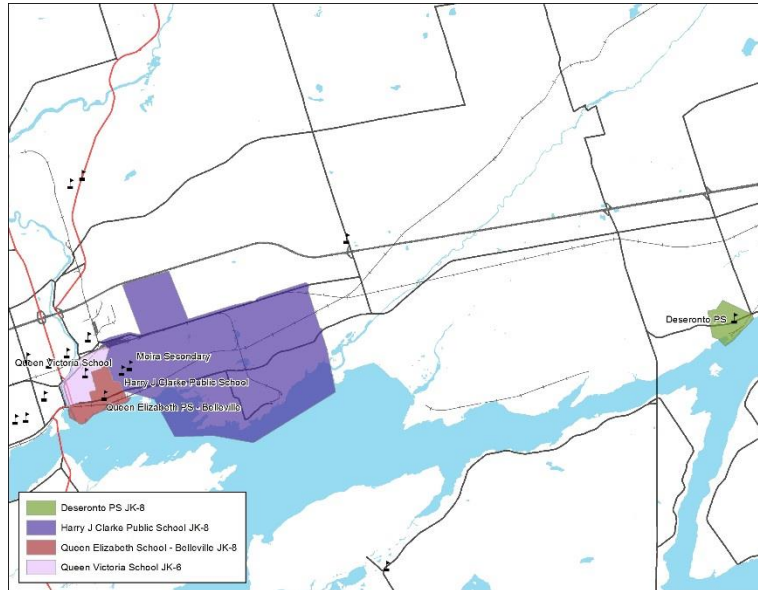 Deseronto PS
Queen Victoria School
Moira Secondary
Harry J Clarke Public School
Queen Elizabeth PS - Belleville
Deseronto PS JK-8
Harry J Clarke Public School JK-8
Queen Elizabeth School - Belleville JK-8
Queen Victoria School JK-6